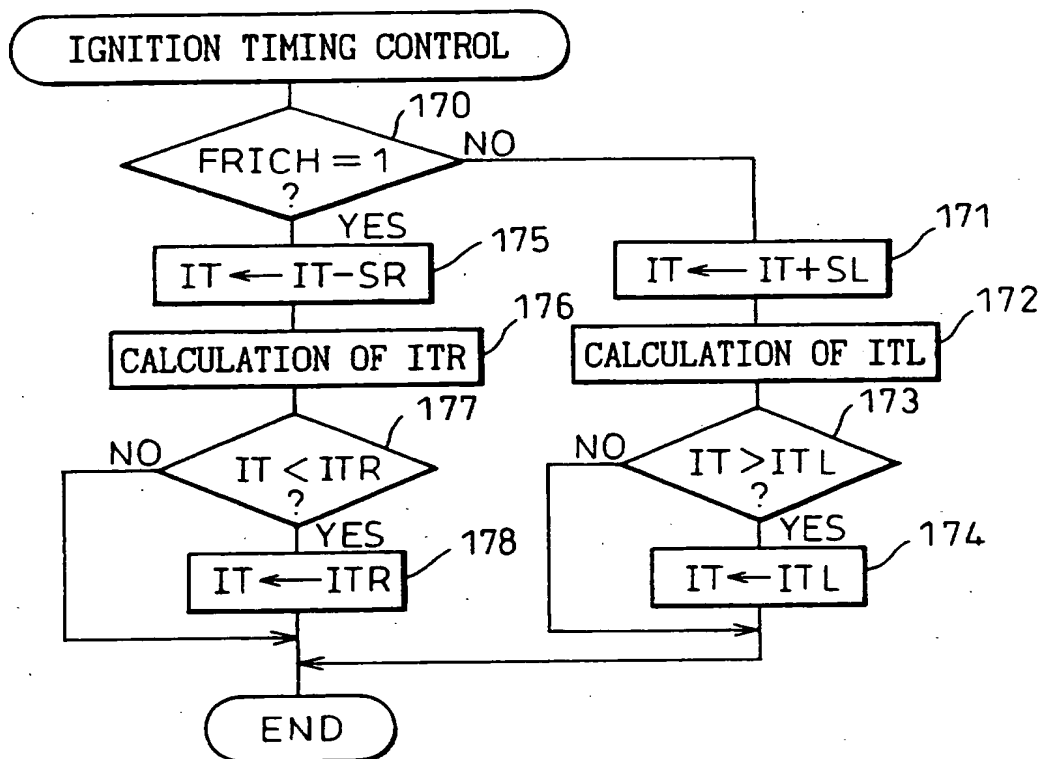 IGNITION TIMING CONTROL
170
FRICH = 1
?
NO
YES
175
IT ← IT-SR
171
IT ← IT+SL
176
CALCULATION OF ITR
172
CALCULATION OF ITL
177
NO
IT < ITR
?
YES
173
NO
IT > ITL
?
YES
178
IT ← ITR
174
IT ← ITL
END